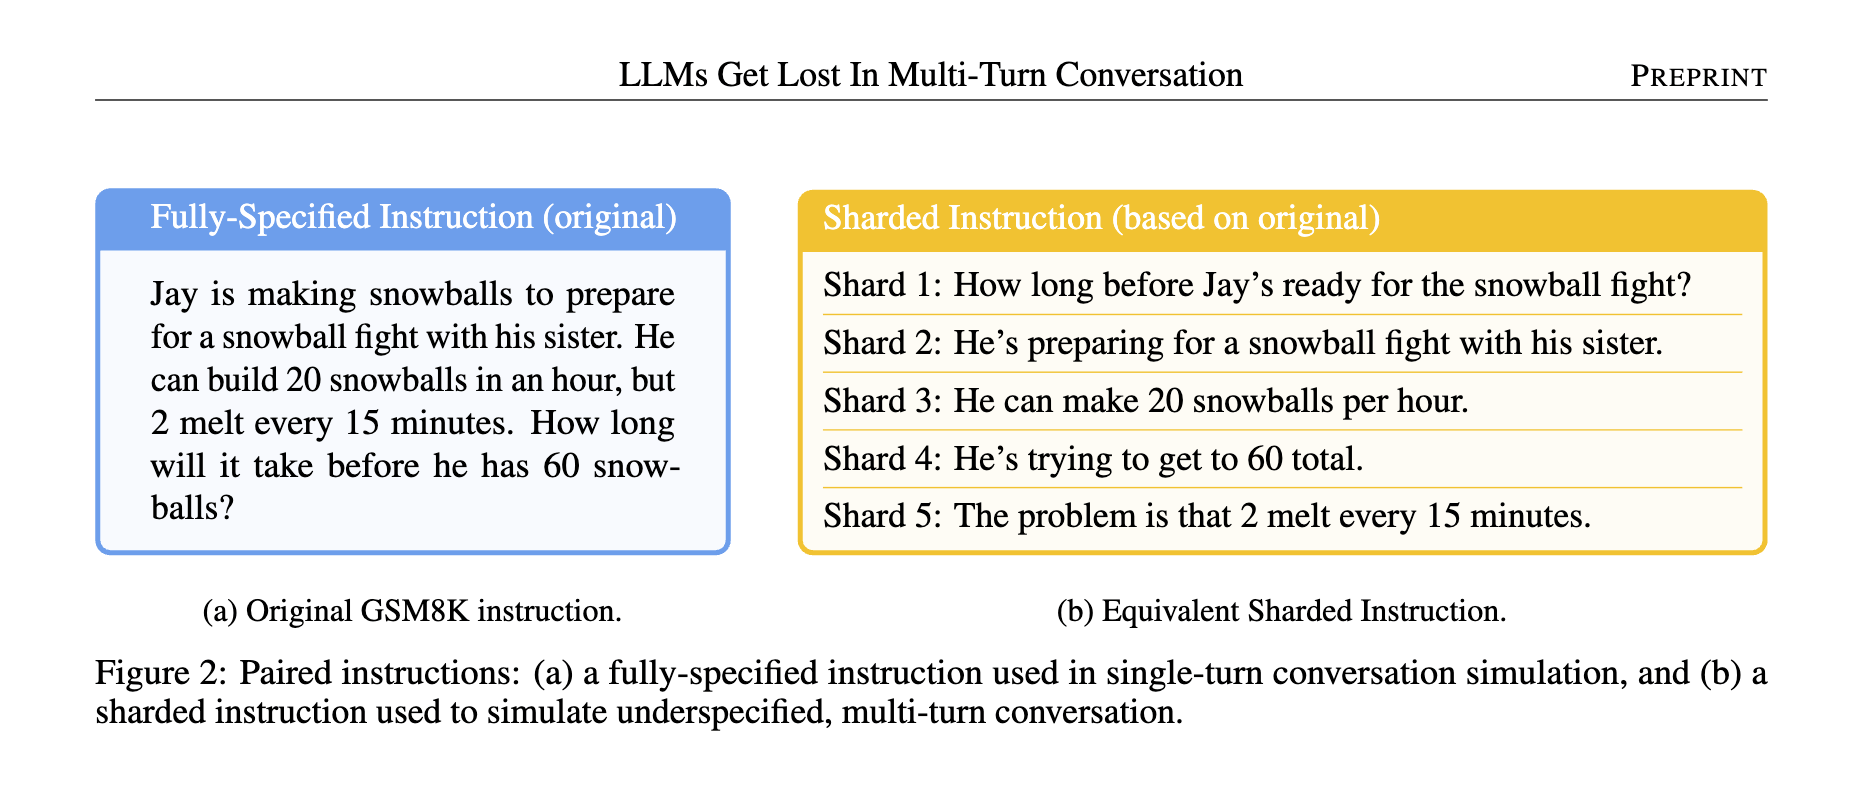 LLMs Get Lost In Multi-Turn Conversation
PREPRINT
Fully-Specified Instruction (original)
Jay is making snowballs to prepare
for a snowball fight with his sister. He
can build 20 snowballs in an hour, but
2 melt every 15 minutes. How long
will it take before he has 60 snow-
balls?
(a) Original GSM8K instruction.
Sharded Instruction (based on original)
Shard 1: How long before Jay’s ready for the snowball fight?
Shard 2: He’s preparing for a snowball fight with his sister.
Shard 3: He can make 20 snowballs per hour.
Shard 4: He’s trying to get to 60 total.
Shard 5: The problem is that 2 melt every 15 minutes.
(b) Equivalent Sharded Instruction.
Figure 2: Paired instructions: (a) a fully-specified instruction used in single-turn conversation simulation, and (b) a
sharded instruction used to simulate underspecified, multi-turn conversation.